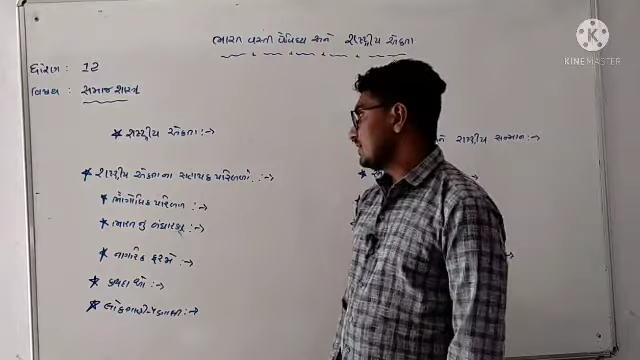 ભારત વસ્તી વૈવિધ્ય અને રાષ્ટ્રીય એકતા
KINEMASTER
ધોરણ : 12
વિષય : સમાજશાસ્ત્ર
* રાષ્ટ્રીય એકતા :→
રાષ્ટ્રીય સન્માન :→
* રાષ્ટ્રીય એકતાના સહાયક પરિબળો :→
* ભૌગોલિક પરિબળ :→
* ભારતનું બંધારણ :→
* નાગરિક ફરજો :→
* કાયદાઓ :→